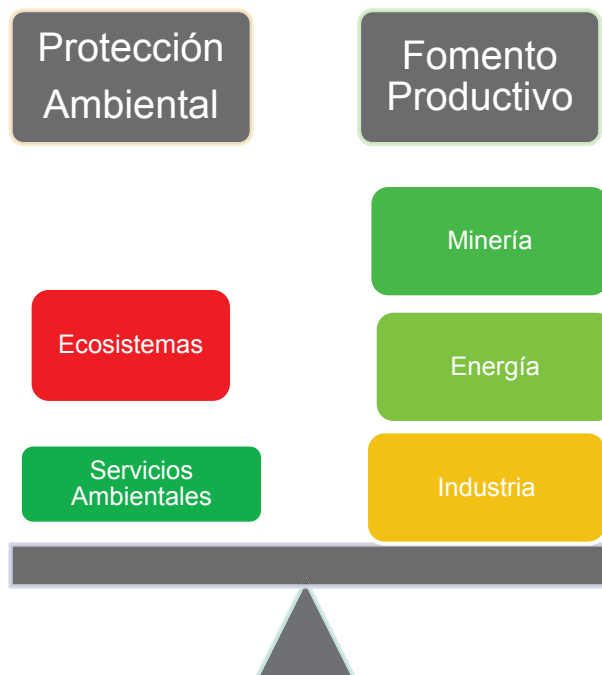 Protección
Ambiental
Fomento
Productivo
Minería
Ecosistemas
Energía
Servicios
Ambientales
Industria